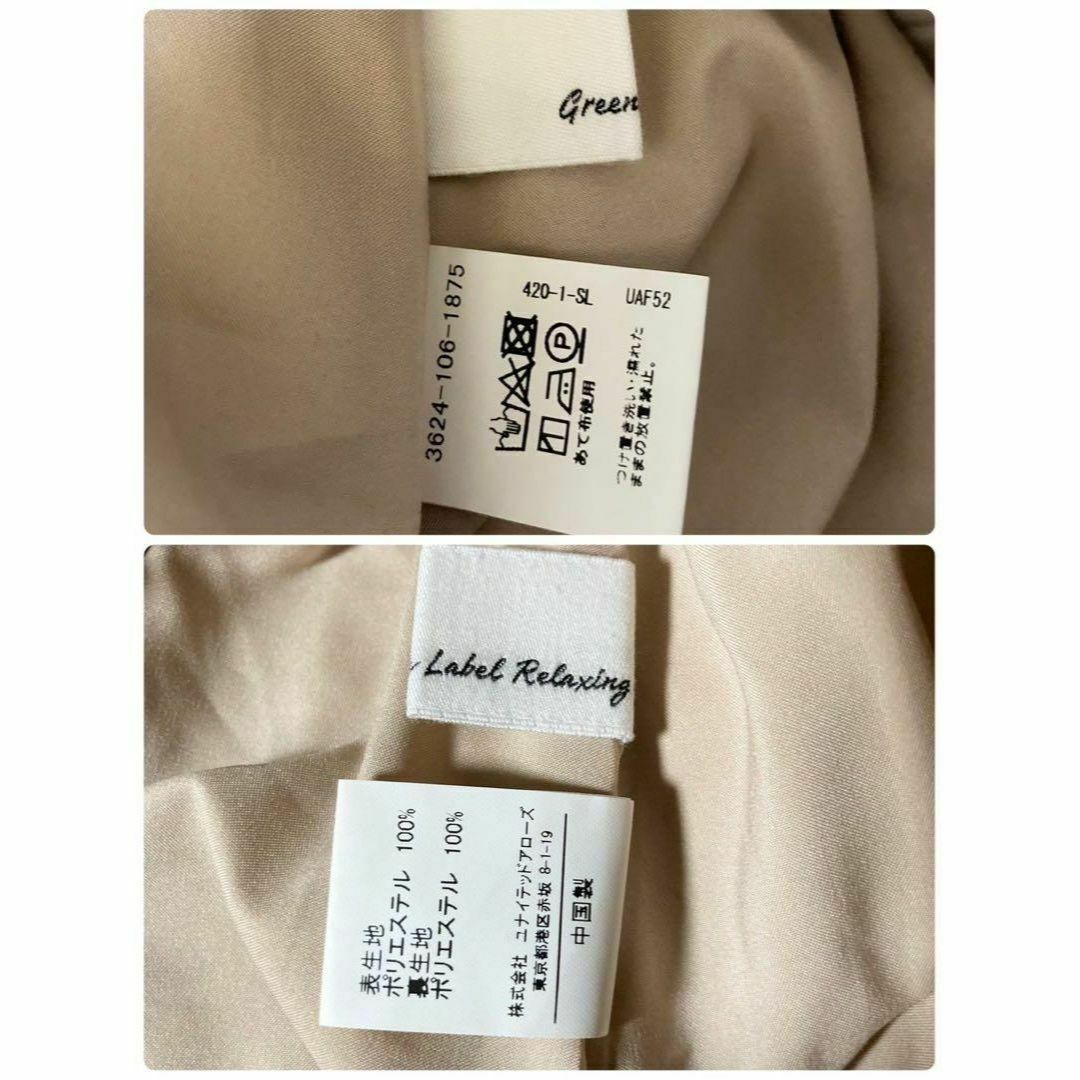 Green
3624-106-1875
420-1-SL UAF52
あて布使用
つけ置き洗い・濡れた
ままの放置禁止。
Label Relaxing
表生地
ポリエステル 100%
裏生地
ポリエステル 100%
株式会社 ユナイテッドアローズ
東京都港区赤坂 8-1-19
中国製